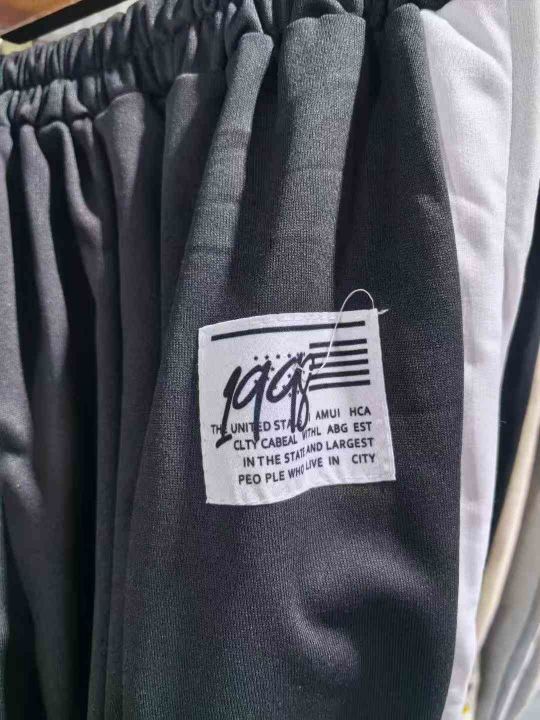 1998
THE UNITED STA I AMUI HCA
CLTY CABEAL WITHL ABG EST
IN THE STATE AND LARGEST
PEO PLE WHO LIVE IN CITY